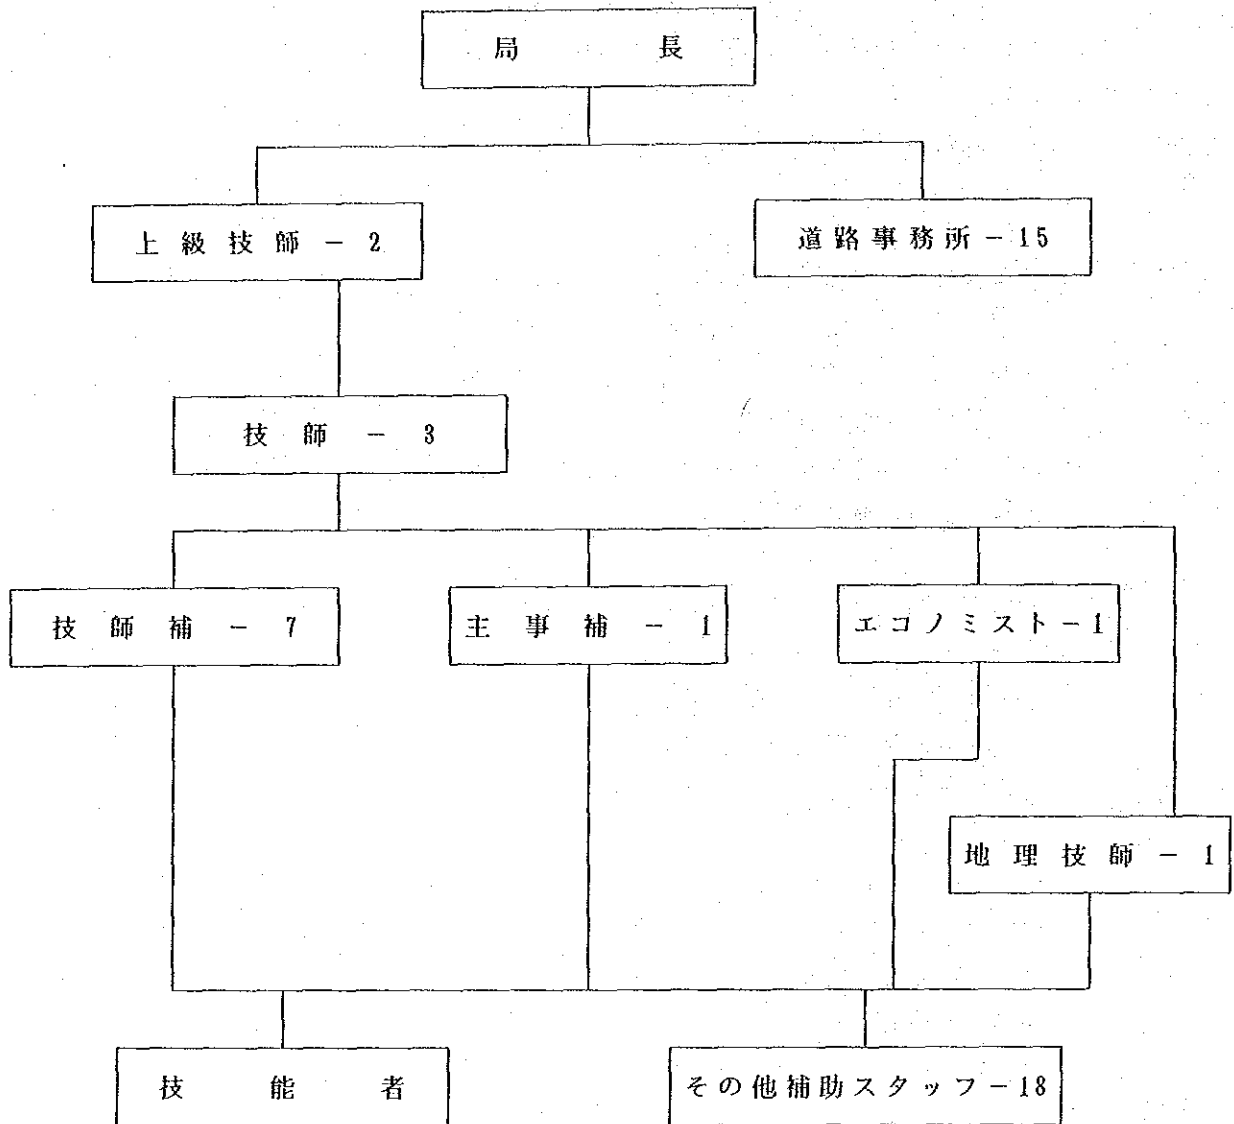 局長
上級技師-2
道路事務所-15
技師-3
技師補-7
主事補-1
エコノミスト-1
地理技師-1
技能者
その他補助スタッフ-18